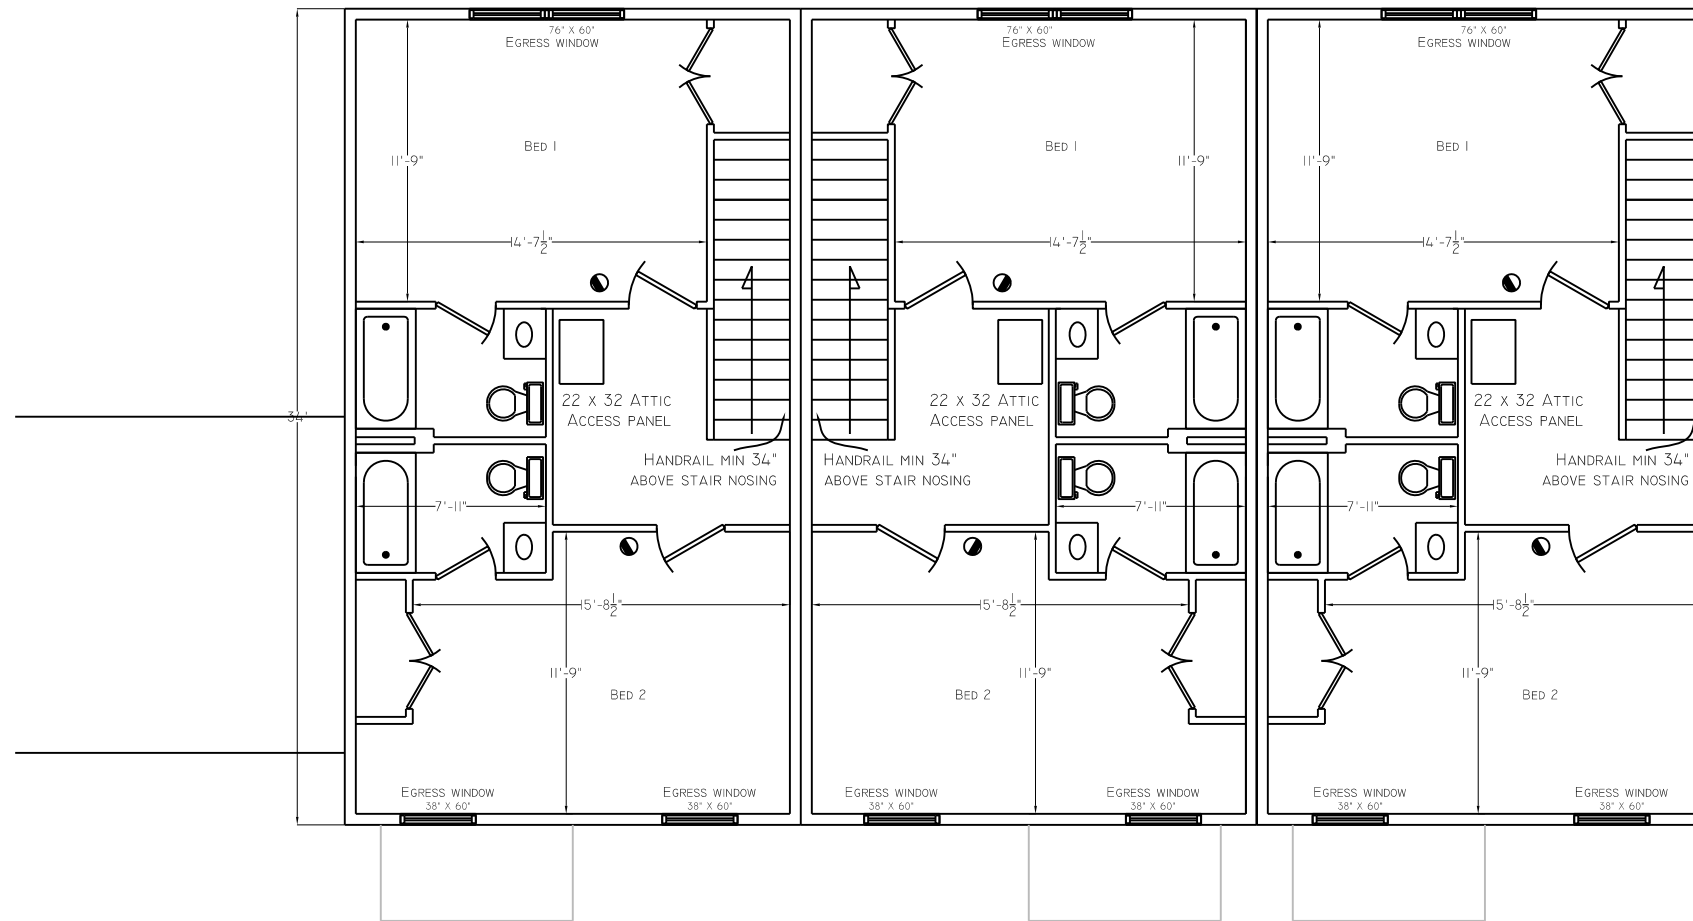 76" X 60"
EGRESS WINDOW
76" X 60"
EGRESS WINDOW
76" X 60"
EGRESS WINDOW
BED 1
BED 1
BED 1
11'-9"
11'-9"
11'-9"
14'-7 1/2"
14'-7 1/2"
14'-7 1/2"
34'
22 X 32 ATTIC
ACCESS PANEL
22 X 32 ATTIC
ACCESS PANEL
22 X 32 ATTIC
ACCESS PANEL
HANDRAIL MIN 34"
ABOVE STAIR NOSING
HANDRAIL MIN 34"
ABOVE STAIR NOSING
HANDRAIL MIN 34"
ABOVE STAIR NOSING
7'-11"
7'-11"
7'-11"
15'-8 1/2"
15'-8 1/2"
15'-8 1/2"
11'-9"
11'-9"
11'-9"
BED 2
BED 2
BED 2
EGRESS WINDOW
38" X 60"
EGRESS WINDOW
38" X 60"
EGRESS WINDOW
38" X 60"
EGRESS WINDOW
38" X 60"
EGRESS WINDOW
38" X 60"
EGRESS WINDOW
38" X 60"